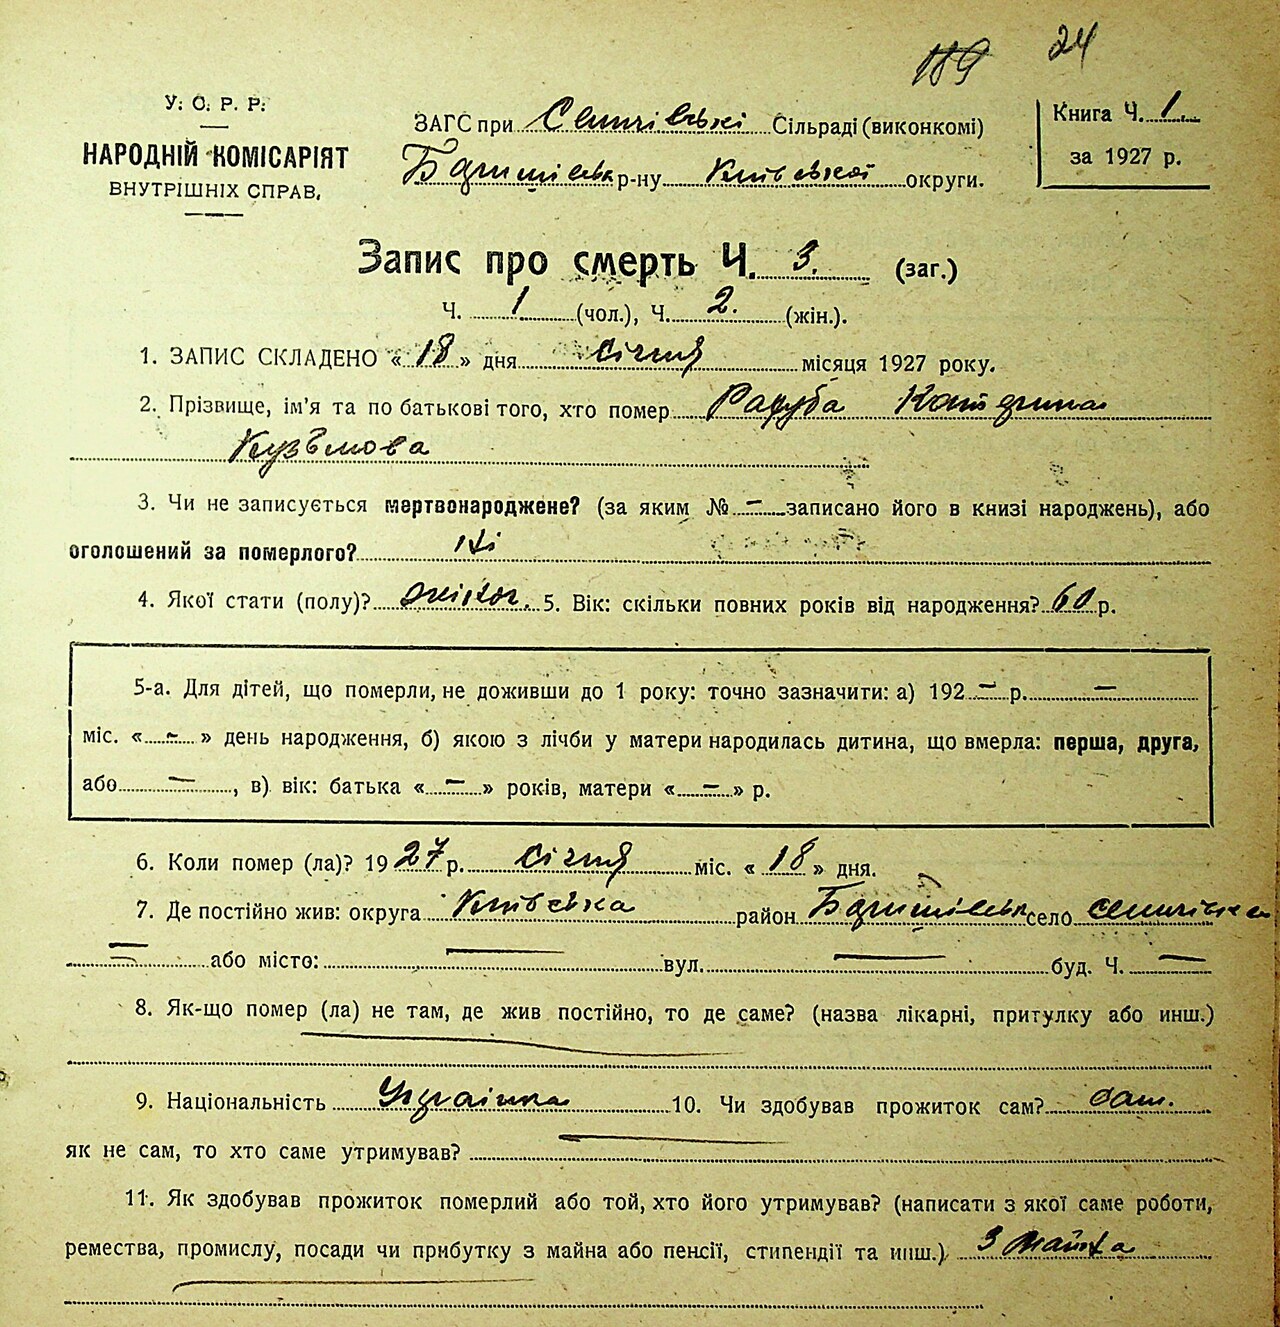 24
У. С. Р. Р.
НАРОДНІЙ КОМІСАРІЯТ
ВНУТРІШНІХ СПРАВ.
ЗАГС при Сеничівські Сільраді (виконкомі)
р-ну Київської округи.
Книга Ч. 1
за 1927 р.
Запис про смерть Ч. 3. (заг.)
Ч. 1 (чол.), Ч. 2. (жін.).
1. ЗАПИС СКЛАДЕНО «18» дня січня місяця 1927 року.
2. Прізвище, ім’я та по батькові того, хто помер Катерина
Кузьмова
3. Чи не записується мертвонароджене? (за яким № – записано його в книзі народжень), або
оголошений за померлого? Ні
4. Якої стати (полу)? жіноч. 5. Вік: скільки повних років від народження? 60 р.
5-а. Для дітей, що померли, не доживши до 1 року: точно зазначити: а) 192 – р. –
міс. « – » день народження, б) якою з лічби у матери народилась дитина, що вмерла: перша, друга,
або –, в) вік: батька « – » років, матери « – » р.
6. Коли помер (ла)? 1927 р. січня міс. «18» дня.
7. Де постійно жив: округа Київська район село
– або місто: – вул. – буд. Ч. –
8. Як-що помер (ла) не там, де жив постійно, то де саме? (назва лікарні, притулку або инш.)
9. Національність Українка 10. Чи здобував прожиток сам? сам.
як не сам, то хто саме утримував? –
11. Як здобував прожиток померлий або той, хто його утримував? (написати з якої саме роботи,
ремества, промислу, посади чи прибутку з майна або пенсії, стипендії та инш.) З майна